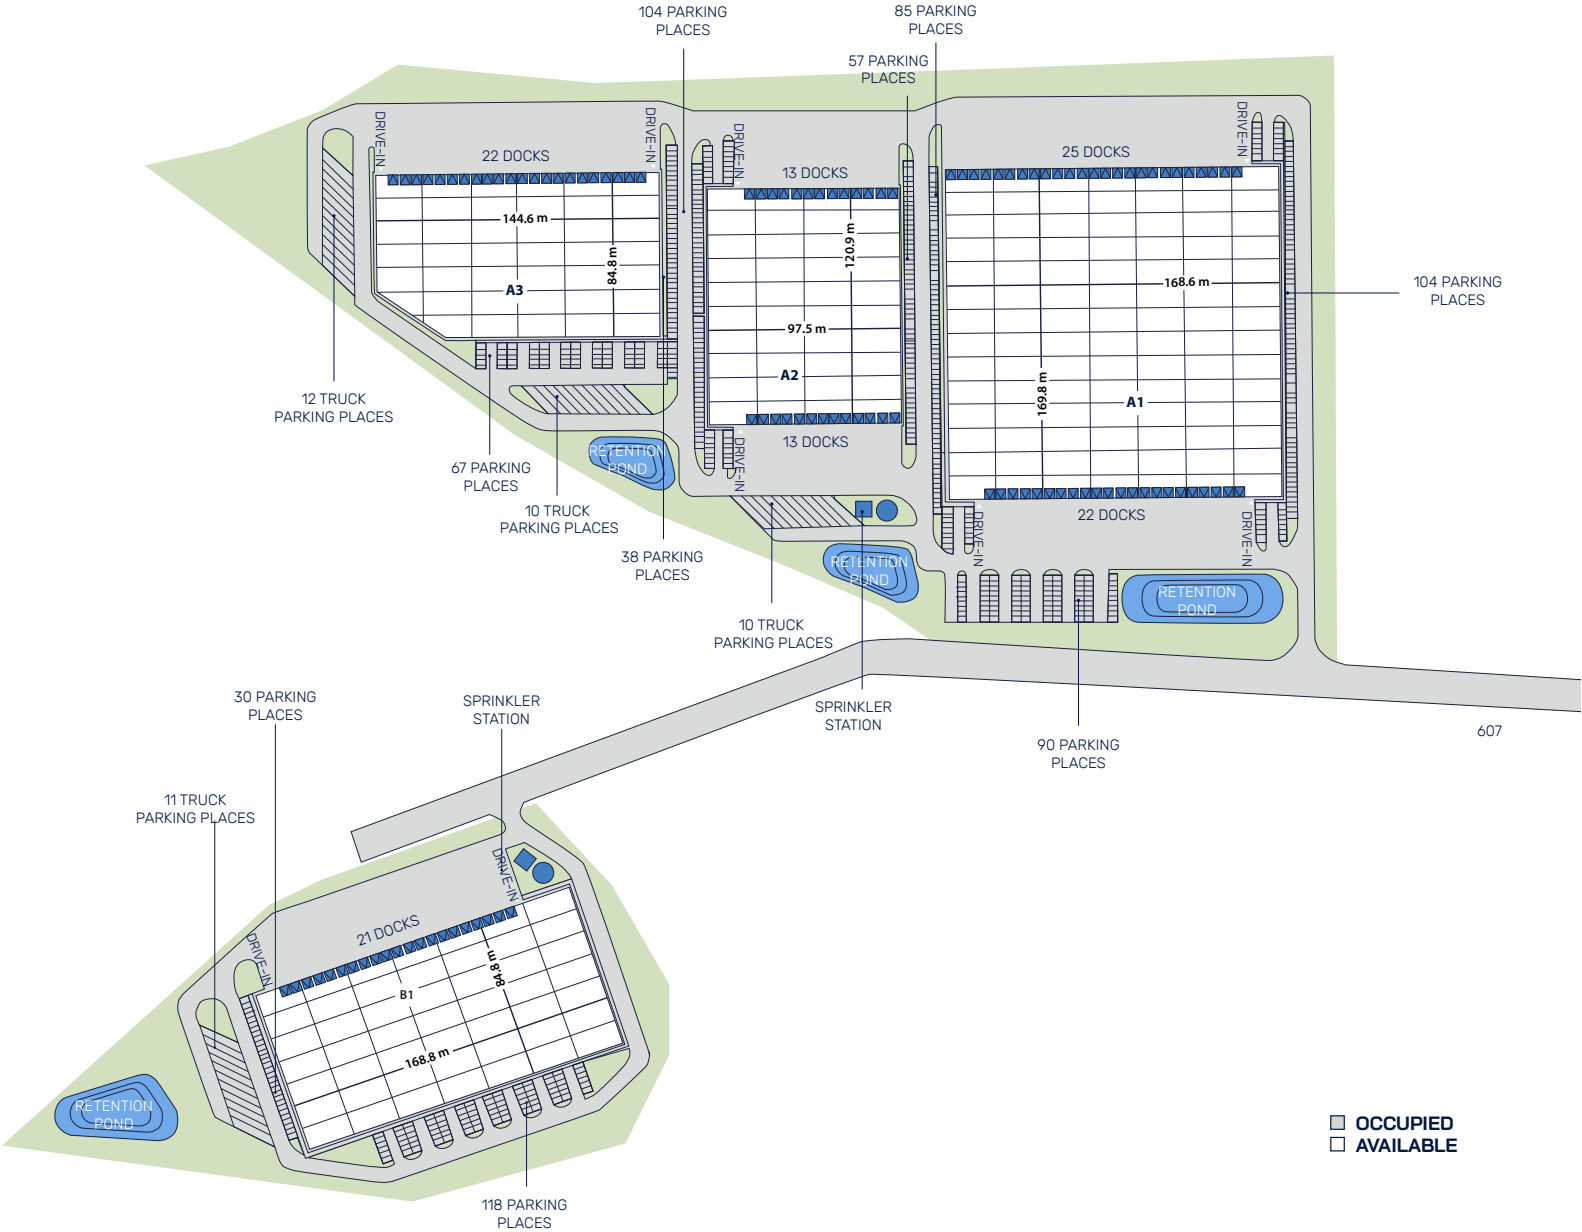 104 PARKING
PLACES
85 PARKING
PLACES
57 PARKING
PLACES
DRIVE-IN
22 DOCKS
DRIVE-IN
DRIVE-IN
13 DOCKS
25 DOCKS
DRIVE-IN
144.6 m
84.8 m
A3
120.9 m
97.5 m
A2
168.6 m
169.8 m
A1
104 PARKING
PLACES
12 TRUCK
PARKING PLACES
13 DOCKS
DRIVE-IN
RETENTION
POND
67 PARKING
PLACES
10 TRUCK
PARKING PLACES
38 PARKING
PLACES
22 DOCKS
DRIVE-IN
DRIVE-IN
RETENTION
POND
RETENTION
POND
10 TRUCK
PARKING PLACES
SPRINKLER
STATION
90 PARKING
PLACES
607
30 PARKING
PLACES
SPRINKLER
STATION
11 TRUCK
PARKING PLACES
DRIVE-IN
21 DOCKS
DRIVE-IN
84.8 m
B1
168.8 m
RETENTION
POND
118 PARKING
PLACES
OCCUPIED
AVAILABLE